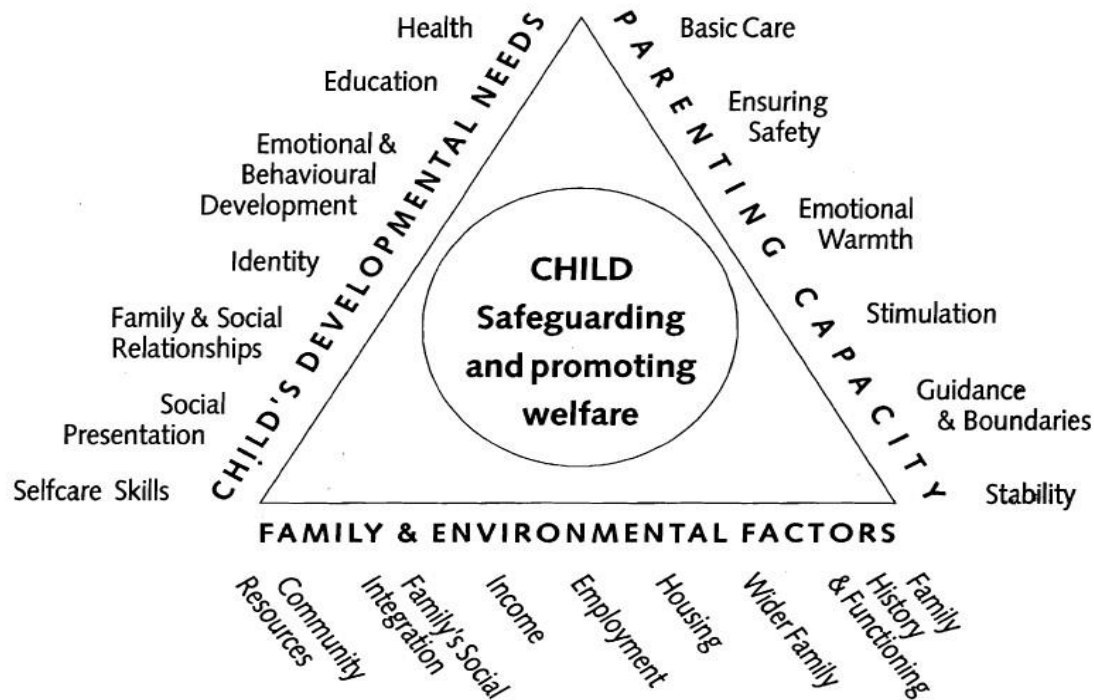 Health
Education
Emotional &
Behavioural
Development
Identity
Family & Social
Relationships
Social
Presentation
Selfcare Skills
CHILD'S DEVELOPMENTAL NEEDS
PARENTING CAPACITY
Basic Care
Ensuring
Safety
Emotional
Warmth
Stimulation
Guidance
& Boundaries
Stability
CHILD
Safeguarding
and promoting
welfare
FAMILY & ENVIRONMENTAL FACTORS
Community
Resources
Family's Social
Integration
Income
Employment
Housing
Wider Family
Family
History
& Functioning